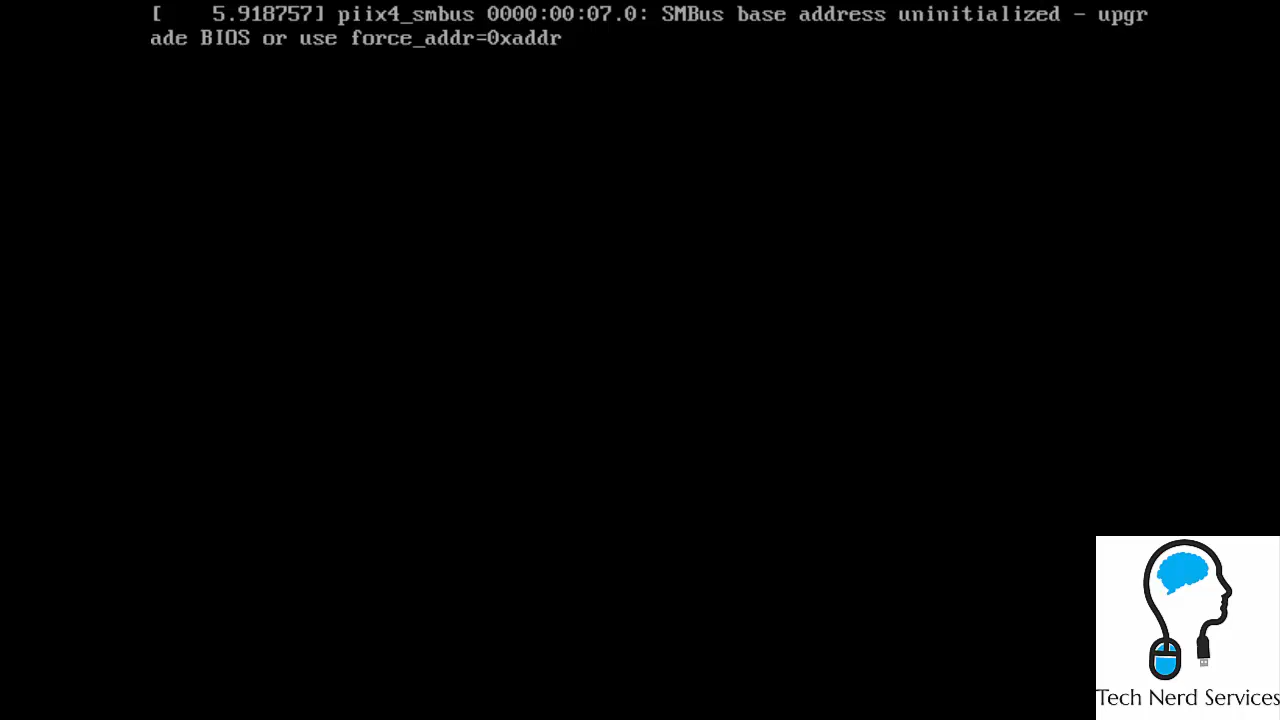 [    5.918757] piix4_smbus 0000:00:07.0: SMBus base address uninitialized - upgr
ade BIOS or use force_addr=0xaddr
Tech Nerd Services